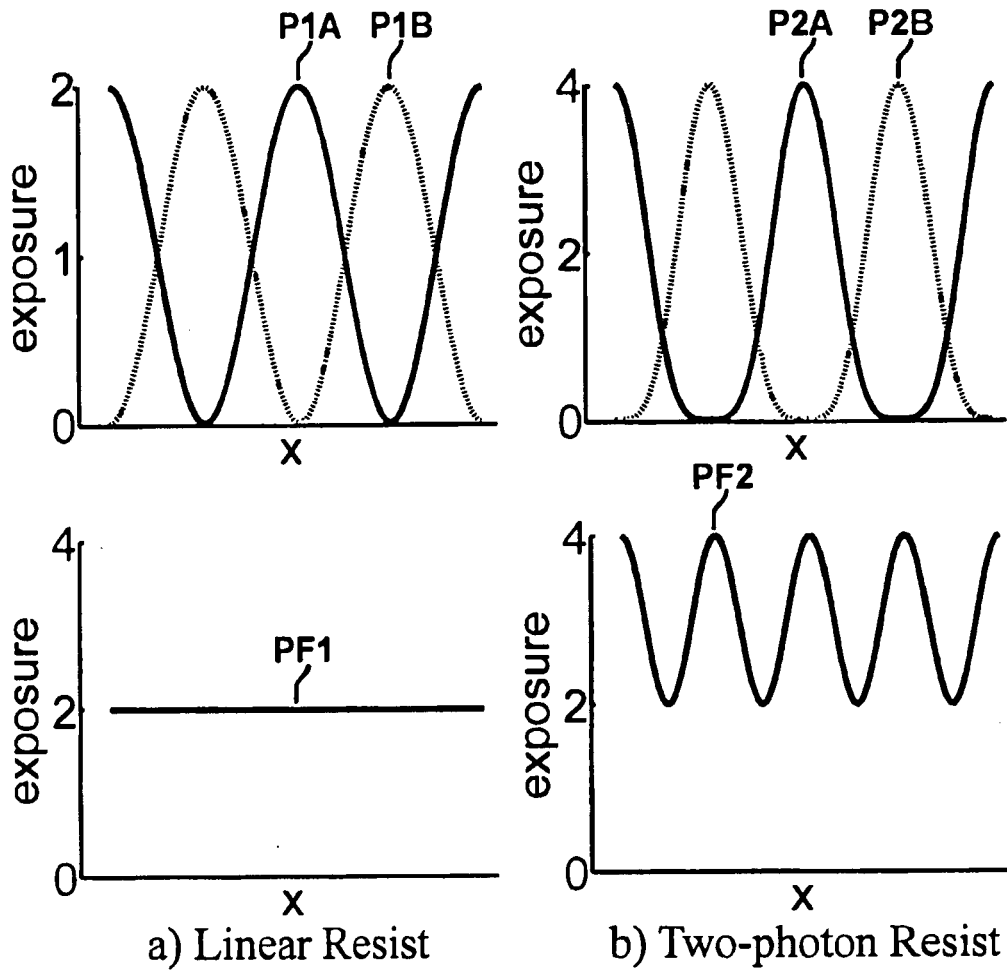 P1A P1B
2
1
0
exposure
X
P2A P2B
4
2
0
exposure
X
4
2
0
exposure
PF1
X
a) Linear Resist
PF2
4
2
0
exposure
X
b) Two-photon Resist